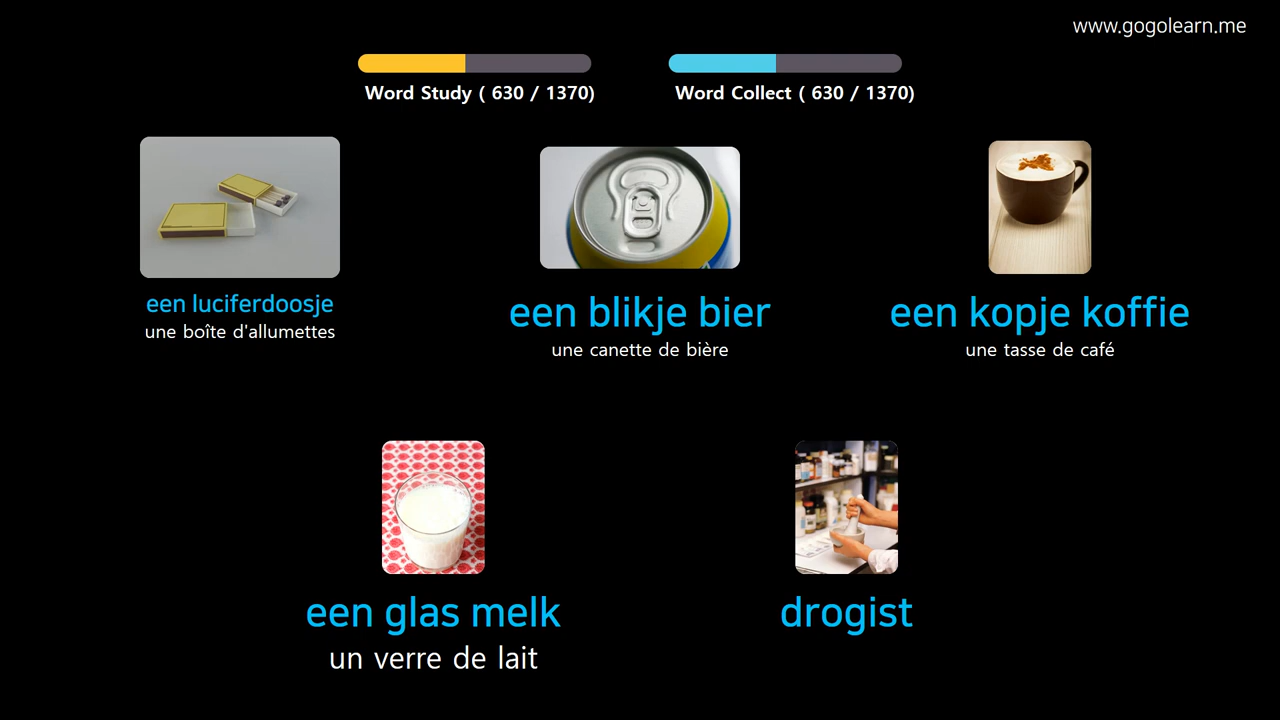 www.gogolearn.me
Word Study ( 630 / 1370)
Word Collect ( 630 / 1370)
een luciferdoosje
une boîte d'allumettes
een blikje bier
une canette de bière
een kopje koffie
une tasse de café
een glas melk
un verre de lait
drogist